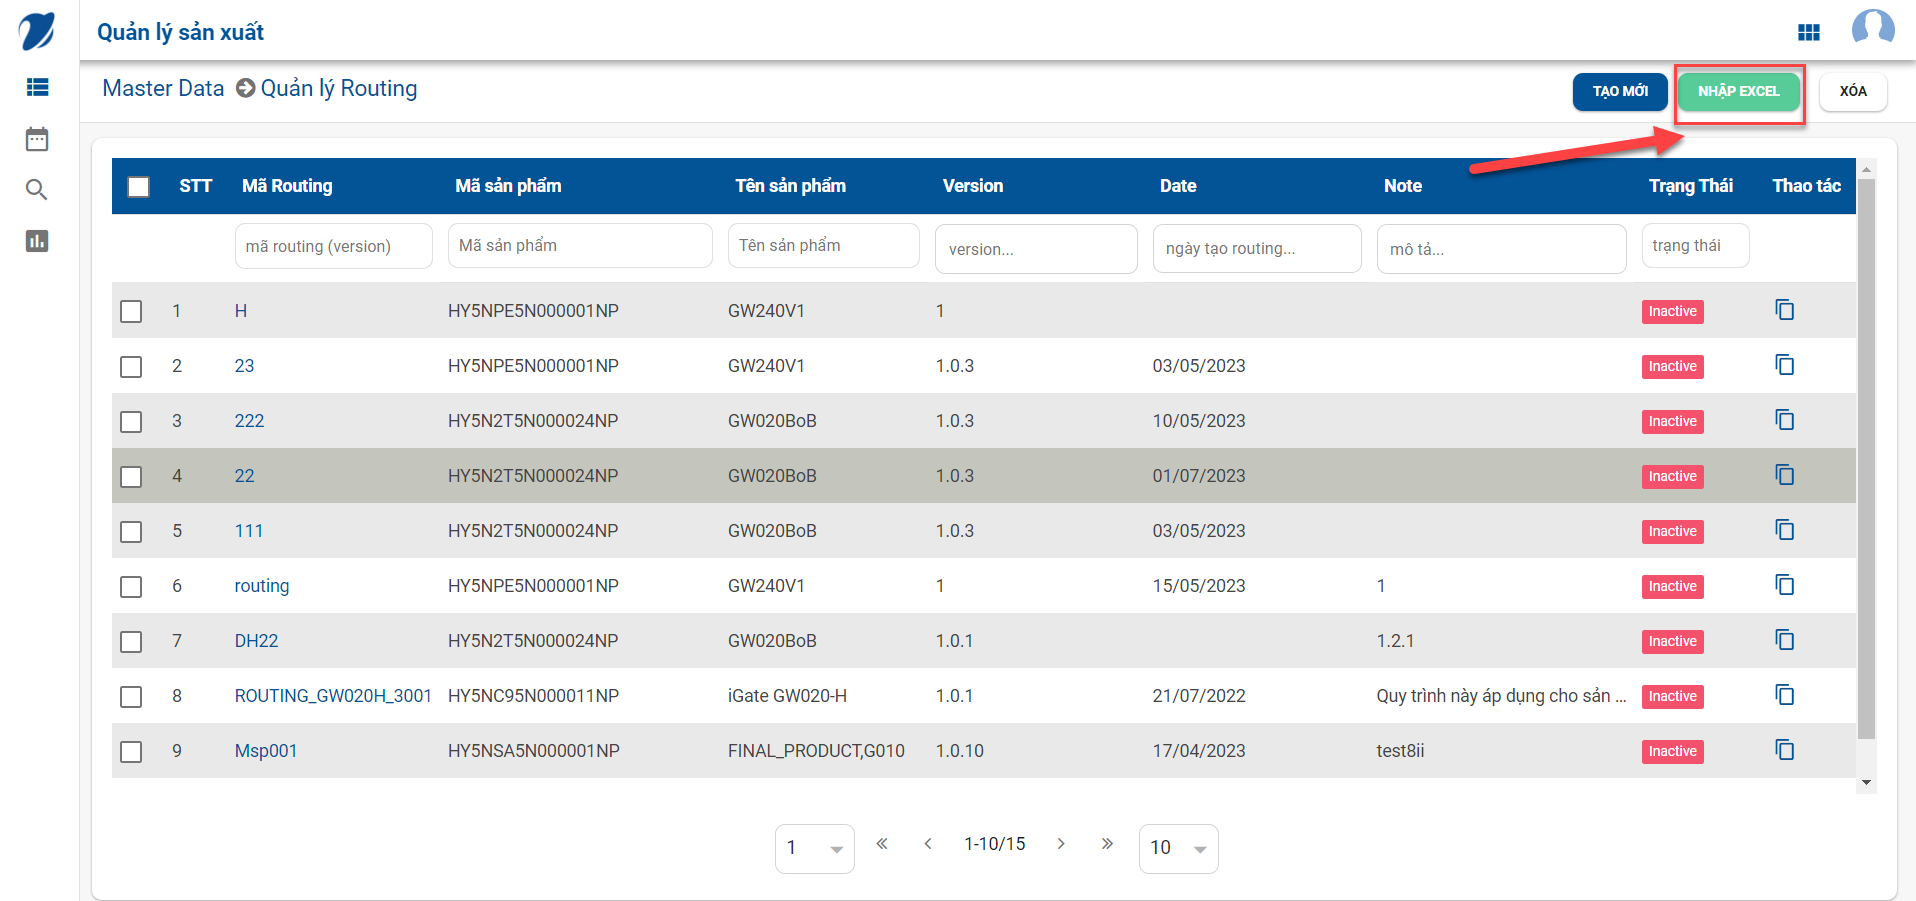 Quản lý sản xuất
Master Data Quản lý Routing
TẠO MỚI NHẬP EXCEL XÓA
STT Mã Routing Mã sản phẩm Tên sản phẩm Version Date Note Trạng Thái Thao tác
mã routing (version) Mã sản phẩm Tên sản phẩm version... ngày tạo routing... mô tả... trạng thái
1 H HY5NPE5N000001NP GW240V1 1 Inactive
2 23 HY5NPE5N000001NP GW240V1 1.0.3 03/05/2023 Inactive
3 222 HY5N2T5N000024NP GW020BoB 1.0.3 10/05/2023 Inactive
4 22 HY5N2T5N000024NP GW020BoB 1.0.3 01/07/2023 Inactive
5 111 HY5N2T5N000024NP GW020BoB 1.0.3 03/05/2023 Inactive
6 routing HY5NPE5N000001NP GW240V1 1 15/05/2023 1 Inactive
7 DH22 HY5N2T5N000024NP GW020BoB 1.0.1 1.2.1 Inactive
8 ROUTING_GW020H_3001 HY5NC95N000011NP iGate GW020-H 1.0.1 21/07/2022 Quy trình này áp dụng cho sản ... Inactive
9 Msp001 HY5NSA5N000001NP FINAL_PRODUCT,G010 1.0.10 17/04/2023 test8ii Inactive
1 « ‹ 1-10/15 › » 10